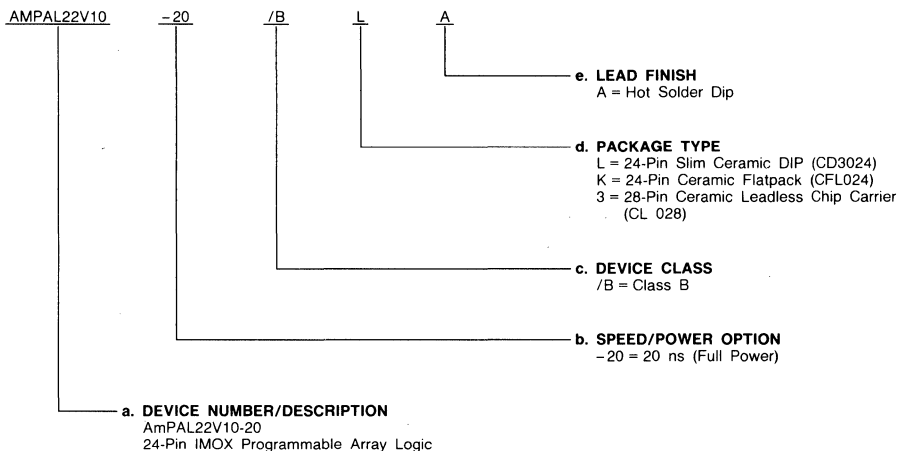 AMPAL22V10 -20 /B L A
e. LEAD FINISH
A = Hot Solder Dip
d. PACKAGE TYPE
L = 24-Pin Slim Ceramic DIP (CD3024)
K = 24-Pin Ceramic Flatpack (CFL024)
3 = 28-Pin Ceramic Leadless Chip Carrier
(CL 028)
c. DEVICE CLASS
/B = Class B
b. SPEED/POWER OPTION
-20 = 20 ns (Full Power)
a. DEVICE NUMBER/DESCRIPTION
AmPAL22V10-20
24-Pin IMOX Programmable Array Logic